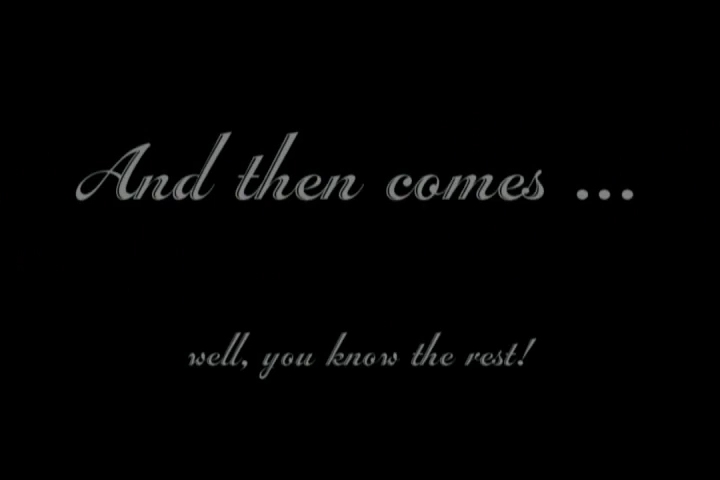 And then comes ...
well, you know the rest!